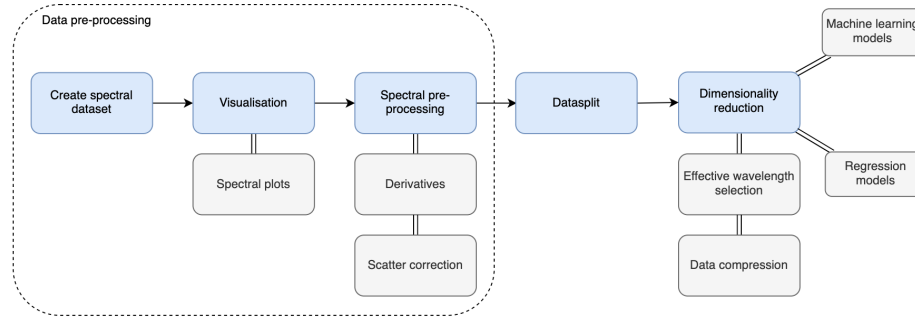 Data pre-processing
Create spectral
dataset
Visualisation
Spectral pre-
processing
Datasplit
Dimensionality
reduction
Machine learning
models
Regression
models
Spectral plots
Derivatives
Scatter correction
Effective wavelength
selection
Data compression